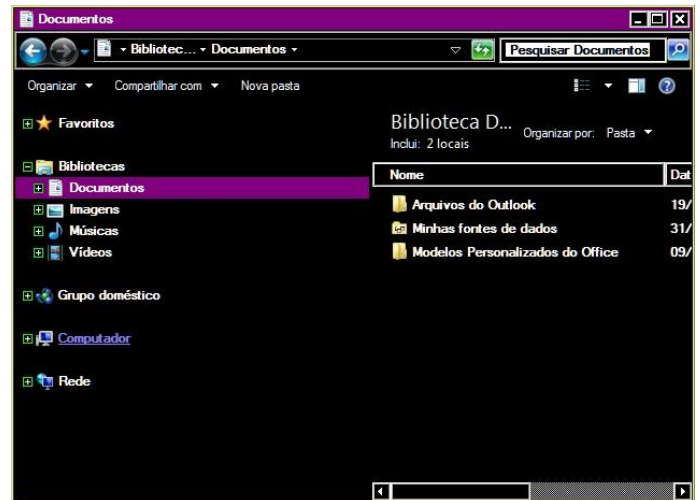 Documentos
Bibliotec... Documentos
Pesquisar Documentos
Organizar Compartilhar com Nova pasta
Favoritos
Bibliotecas
Documentos
Imagens
Músicas
Vídeos
Grupo doméstico
Computador
Rede
Biblioteca D...
Inclui: 2 locais
Organizar por: Pasta
Nome Dat
Arquivos do Outlook 19/
Minhas fontes de dados 31/
Modelos Personalizados do Office 09/